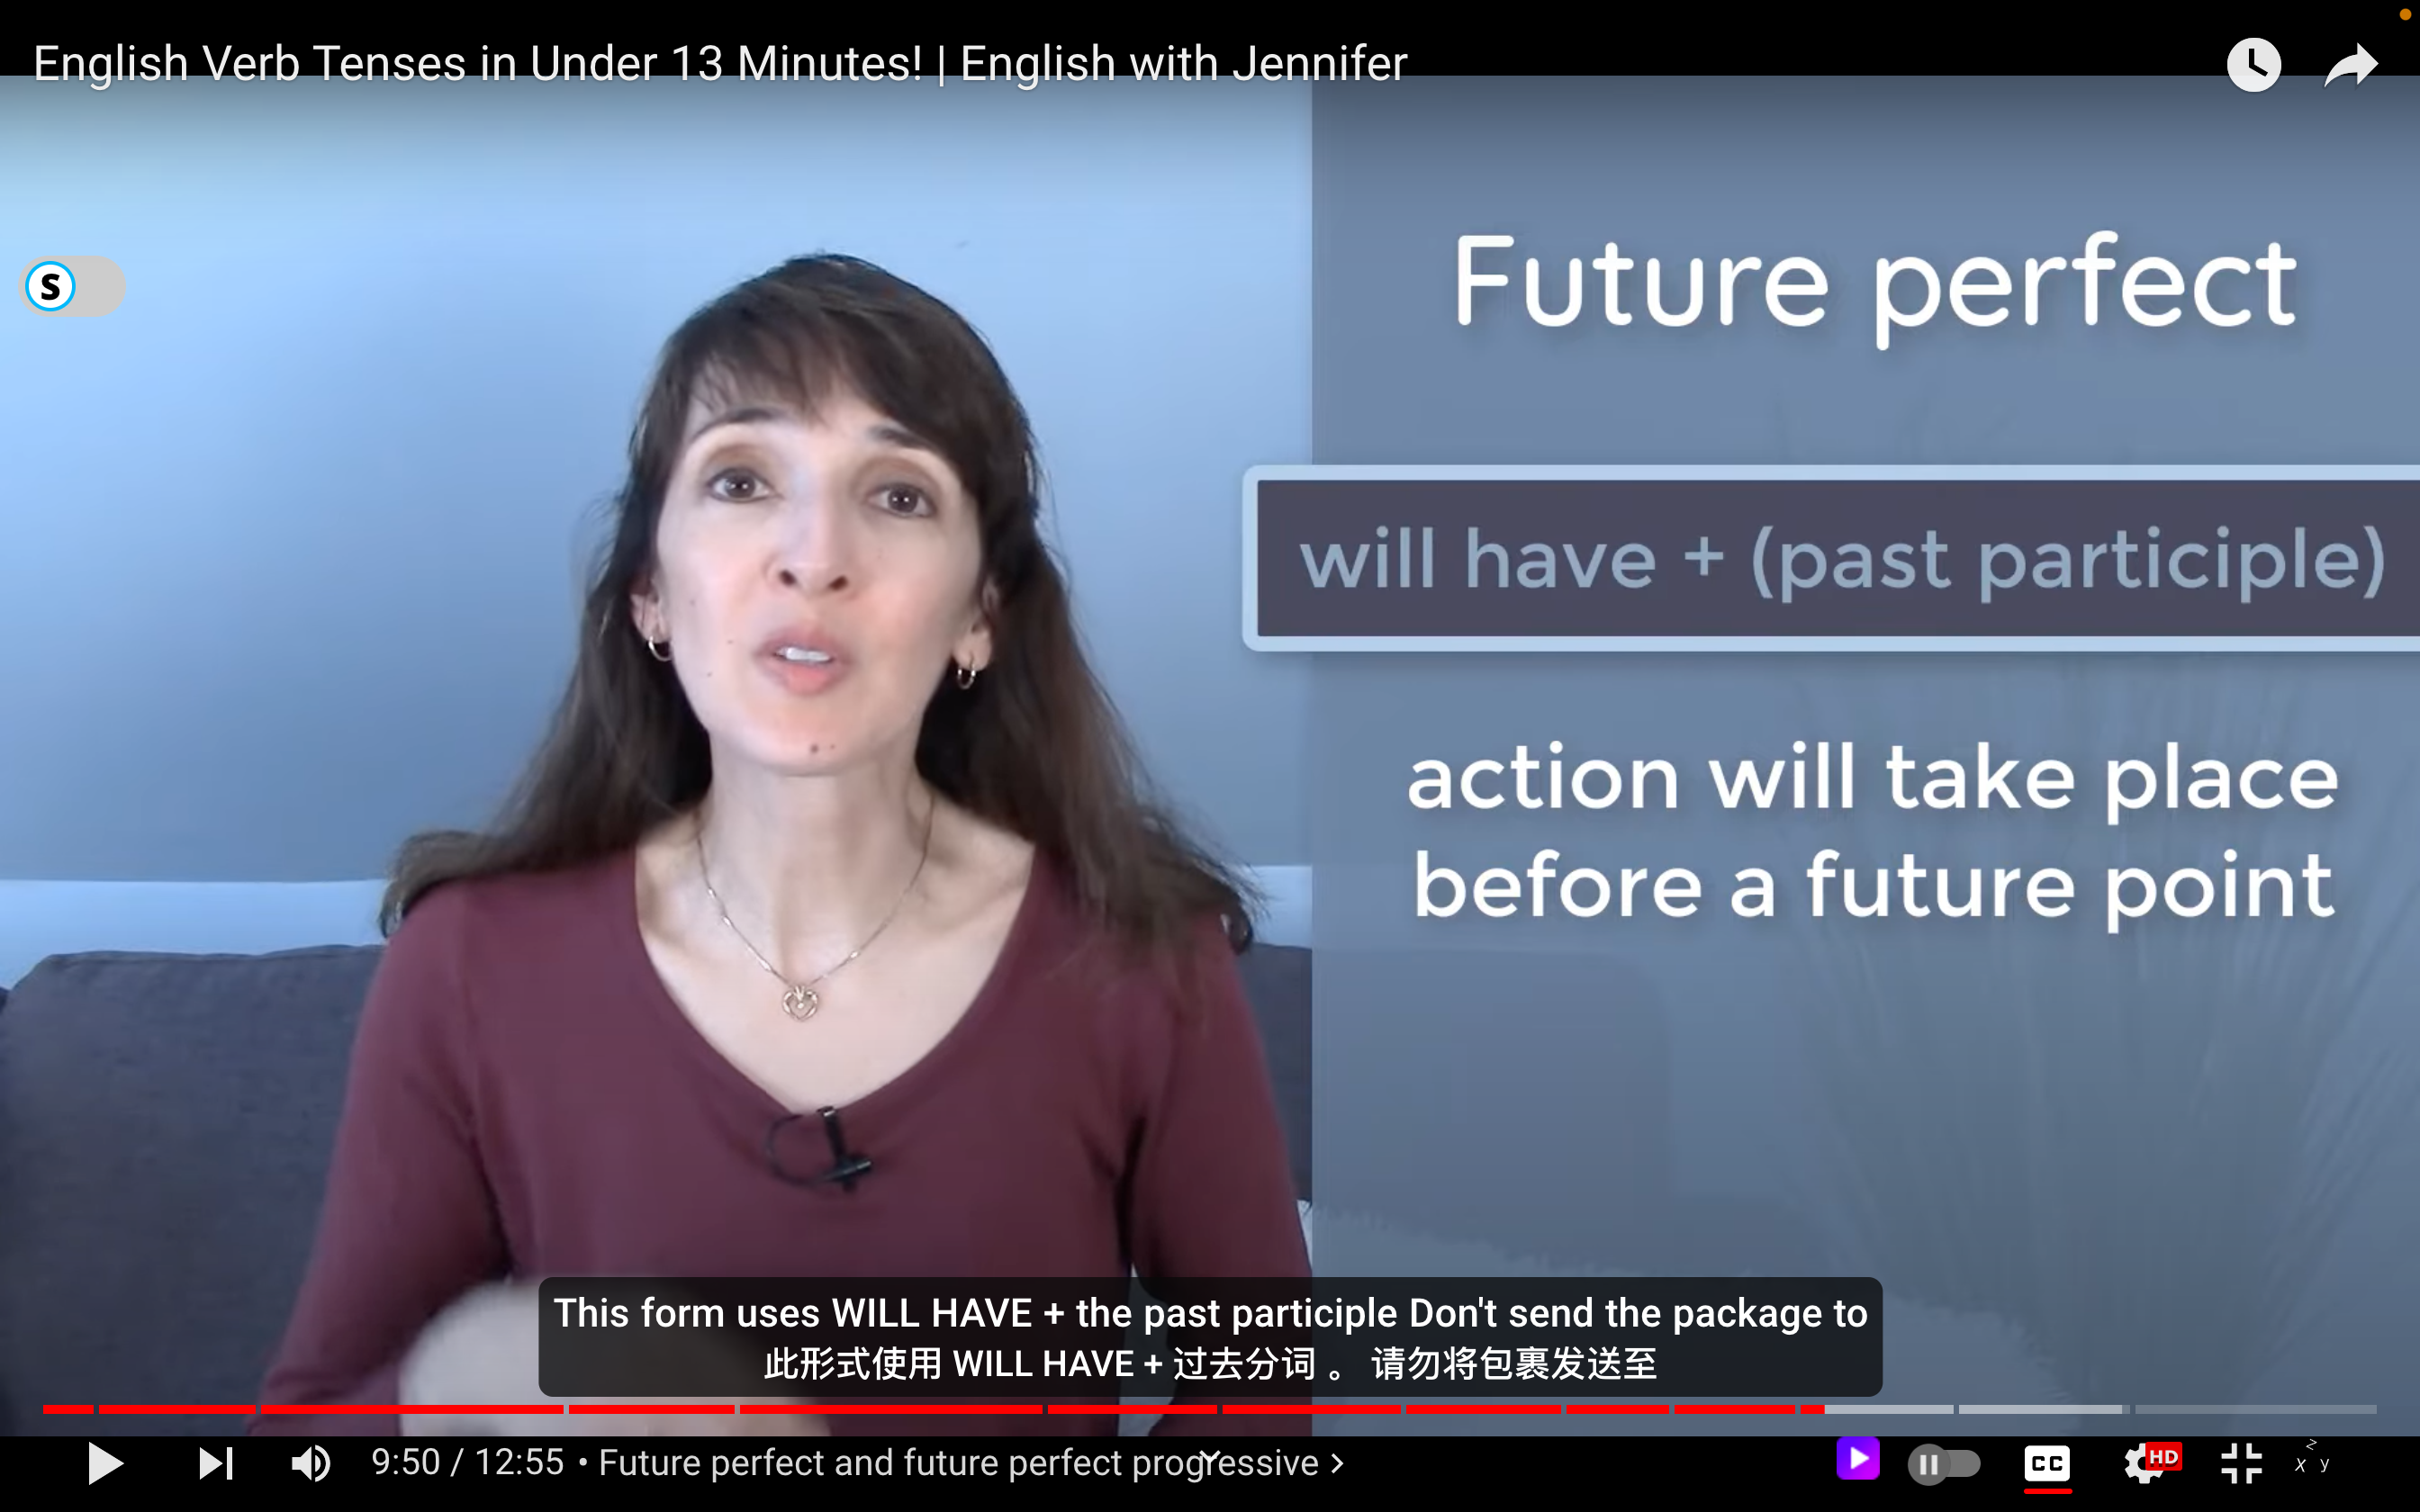 English Verb Tenses in Under 13 Minutes! | English with Jennifer
S
Future perfect
will have + (past participle)
action will take place
before a future point
This form uses WILL HAVE + the past participle Don't send the package to
此形式使用 WILL HAVE + 过去分词 。 请勿将包裹发送至
9:50 / 12:55 • Future perfect and future perfect progressive
CC
HD
x y